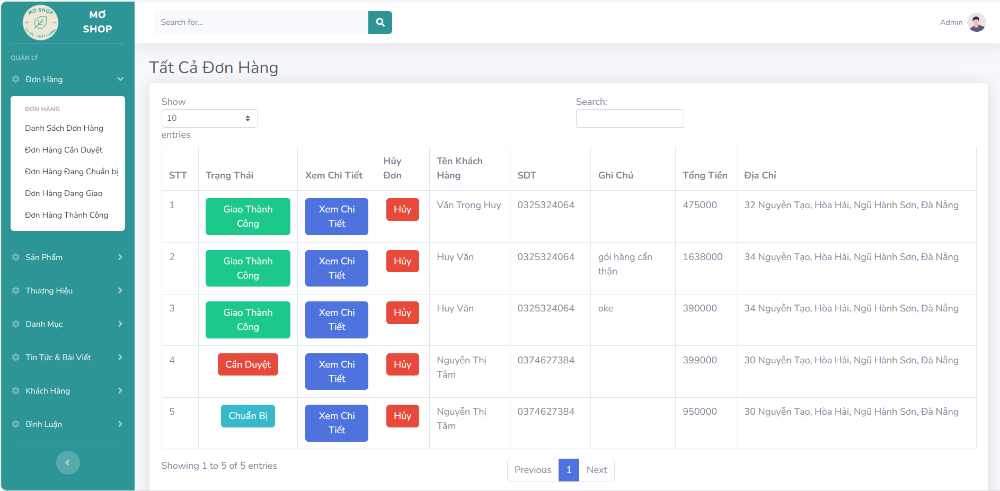 MƠ SHOP
UY TÍN - CHẤT LƯỢNG
MƠ
SHOP
Search for...
Admin
QUẢN LÝ
Đơn Hàng
ĐƠN HÀNG
Danh Sách Đơn Hàng
Đơn Hàng Cần Duyệt
Đơn Hàng Đang Chuẩn bị
Đơn Hàng Đang Giao
Đơn Hàng Thành Công
Sản Phẩm
Thương Hiệu
Danh Mục
Tin Tức & Bài Viết
Khách Hàng
Bình Luận
Tất Cả Đơn Hàng
Show
10
entries
Search:
STT Trạng Thái Xem Chi Tiết Hủy Đơn Tên Khách Hàng SDT Ghi Chú Tổng Tiền Địa Chỉ
1 Giao Thành Công Xem Chi Tiết Hủy Văn Trọng Huy 0325324064 475000 32 Nguyễn Tạo, Hòa Hải, Ngũ Hành Sơn, Đà Nẵng
2 Giao Thành Công Xem Chi Tiết Hủy Huy Văn 0325324064 gói hàng cẩn thận 1638000 34 Nguyễn Tạo, Hòa Hải, Ngũ Hành Sơn, Đà Nẵng
3 Giao Thành Công Xem Chi Tiết Hủy Huy Văn 0325324064 oke 390000 34 Nguyễn Tạo, Hòa Hải, Ngũ Hành Sơn, Đà Nẵng
4 Cần Duyệt Xem Chi Tiết Hủy Nguyễn Thị Tâm 0374627384 399000 30 Nguyễn Tạo, Hòa Hải, Ngũ Hành Sơn, Đà Nẵng
5 Chuẩn Bị Xem Chi Tiết Hủy Nguyễn Thị Tâm 0374627384 950000 30 Nguyễn Tạo, Hòa Hải, Ngũ Hành Sơn, Đà Nẵng
Showing 1 to 5 of 5 entries
Previous 1 Next